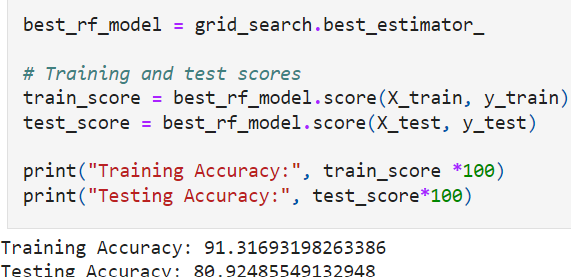 best_rf_model = grid_search.best_estimator_
# Training and test scores
train_score = best_rf_model.score(X_train, y_train)
test_score = best_rf_model.score(X_test, y_test)
print("Training Accuracy:", train_score *100)
print("Testing Accuracy:", test_score*100)
Training Accuracy: 91.31693198263386
Testing Accuracy: 80.92485549132948